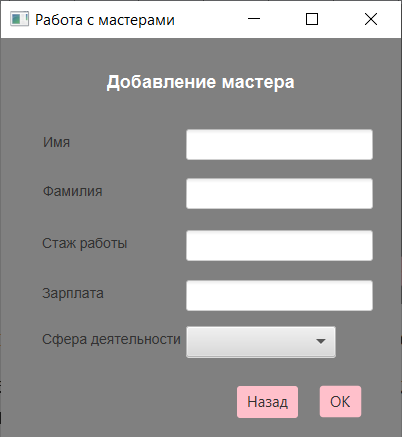 Работа с мастерами
Добавление мастера
Имя
Фамилия
Стаж работы
Зарплата
Сфера деятельности
Назад
OK